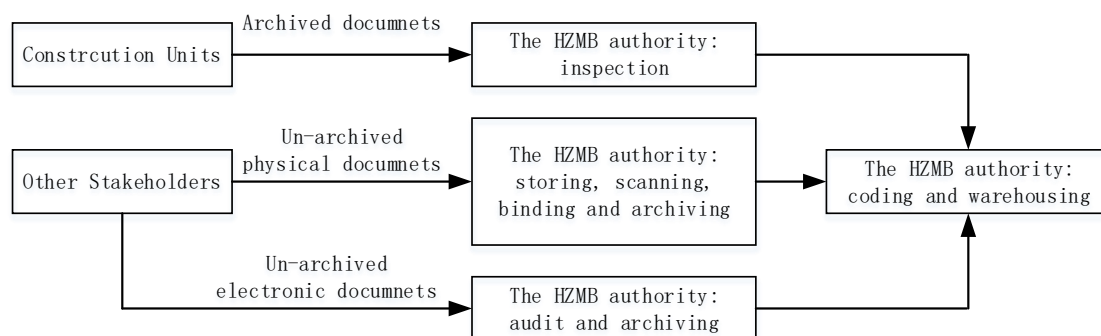 Archived documnets
Constrcution Units
The HZMB authority:
inspection
Un-archived
physical documnets
Other Stakeholders
The HZMB authority:
storing, scanning,
binding and archiving
The HZMB authority:
coding and warehousing
Un-archived
electronic documnets
The HZMB authority:
audit and archiving